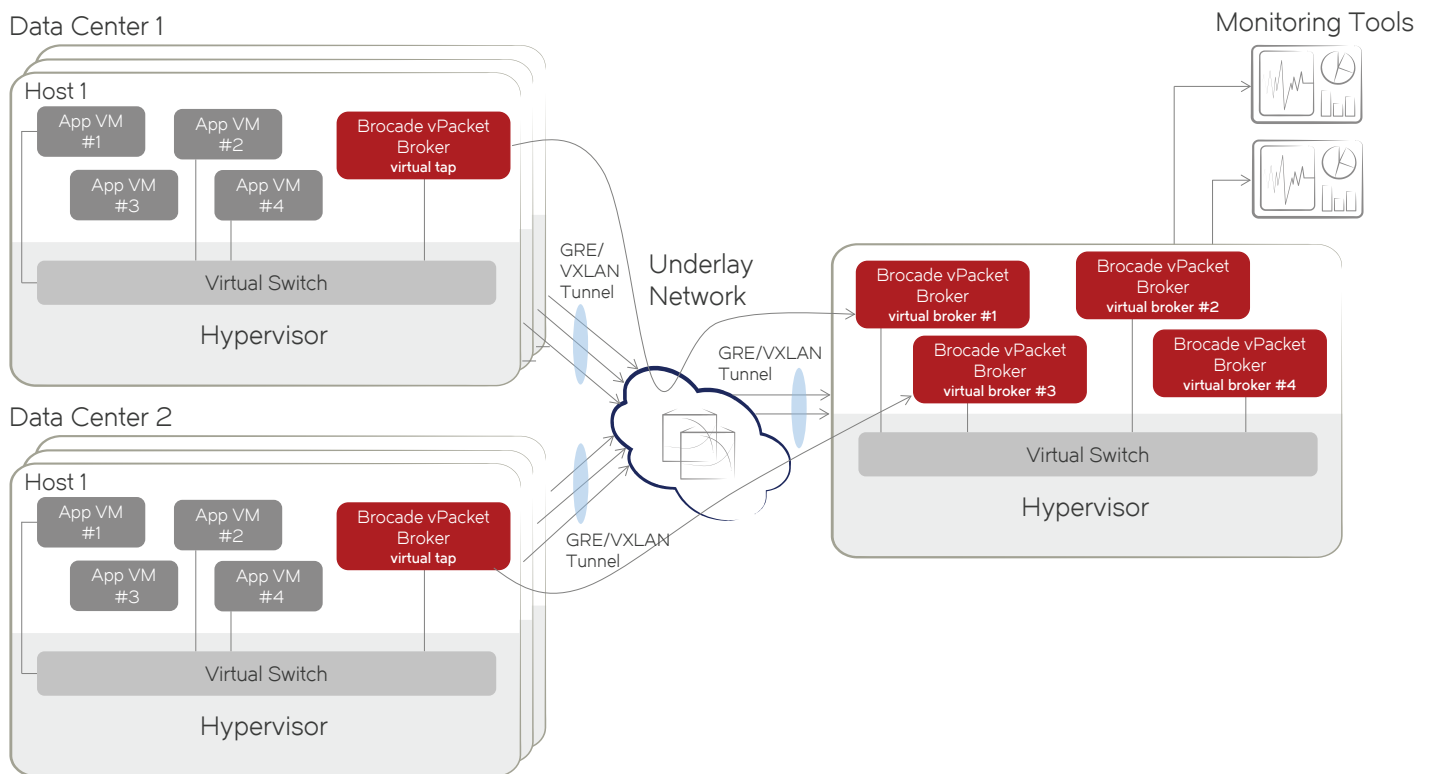 Data Center 1
Monitoring Tools
Host 1
App VM
#1
App VM
#2
Brocade vPacket
Broker
virtual tap
App VM
#3
App VM
#4
Virtual Switch
Hypervisor
GRE/
VXLAN
Tunnel
Underlay
Network
GRE/VXLAN
Tunnel
Brocade vPacket
Broker
virtual broker #1
Brocade vPacket
Broker
virtual broker #2
Brocade vPacket
Broker
virtual broker #3
Brocade vPacket
Broker
virtual broker #4
Virtual Switch
Hypervisor
Data Center 2
Host 1
App VM
#1
App VM
#2
Brocade vPacket
Broker
virtual tap
App VM
#3
App VM
#4
GRE/VXLAN
Tunnel
Virtual Switch
Hypervisor